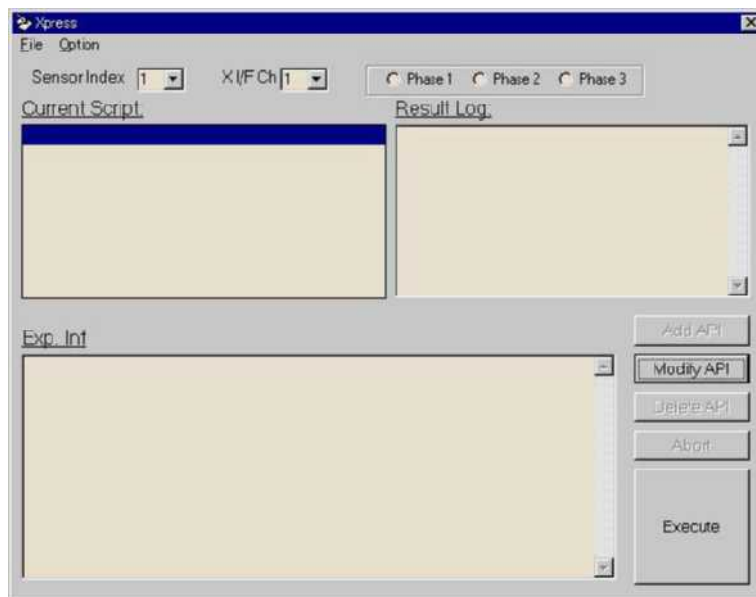 Xpress
File Option
Sensor Index 1 X I/F Ch 1 Phase 1 Phase 2 Phase 3
Current Script: Result Log:
Exp. Inf
Add API
Modify API
Delete API
Abort
Execute